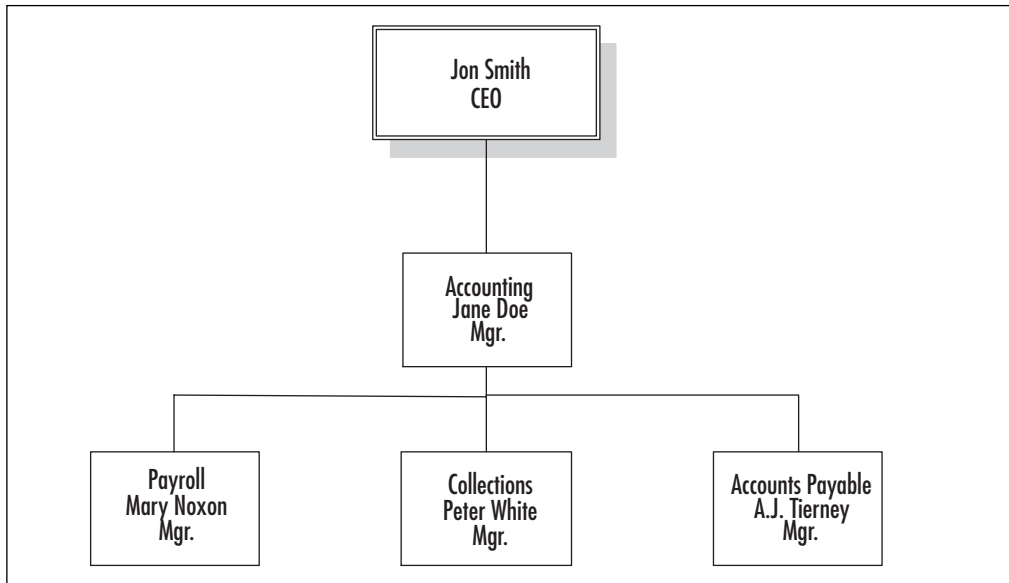 Jon Smith
CEO
Accounting
Jane Doe
Mgr.
Payroll
Mary Noxon
Mgr.
Collections
Peter White
Mgr.
Accounts Payable
A.J. Tierney
Mgr.